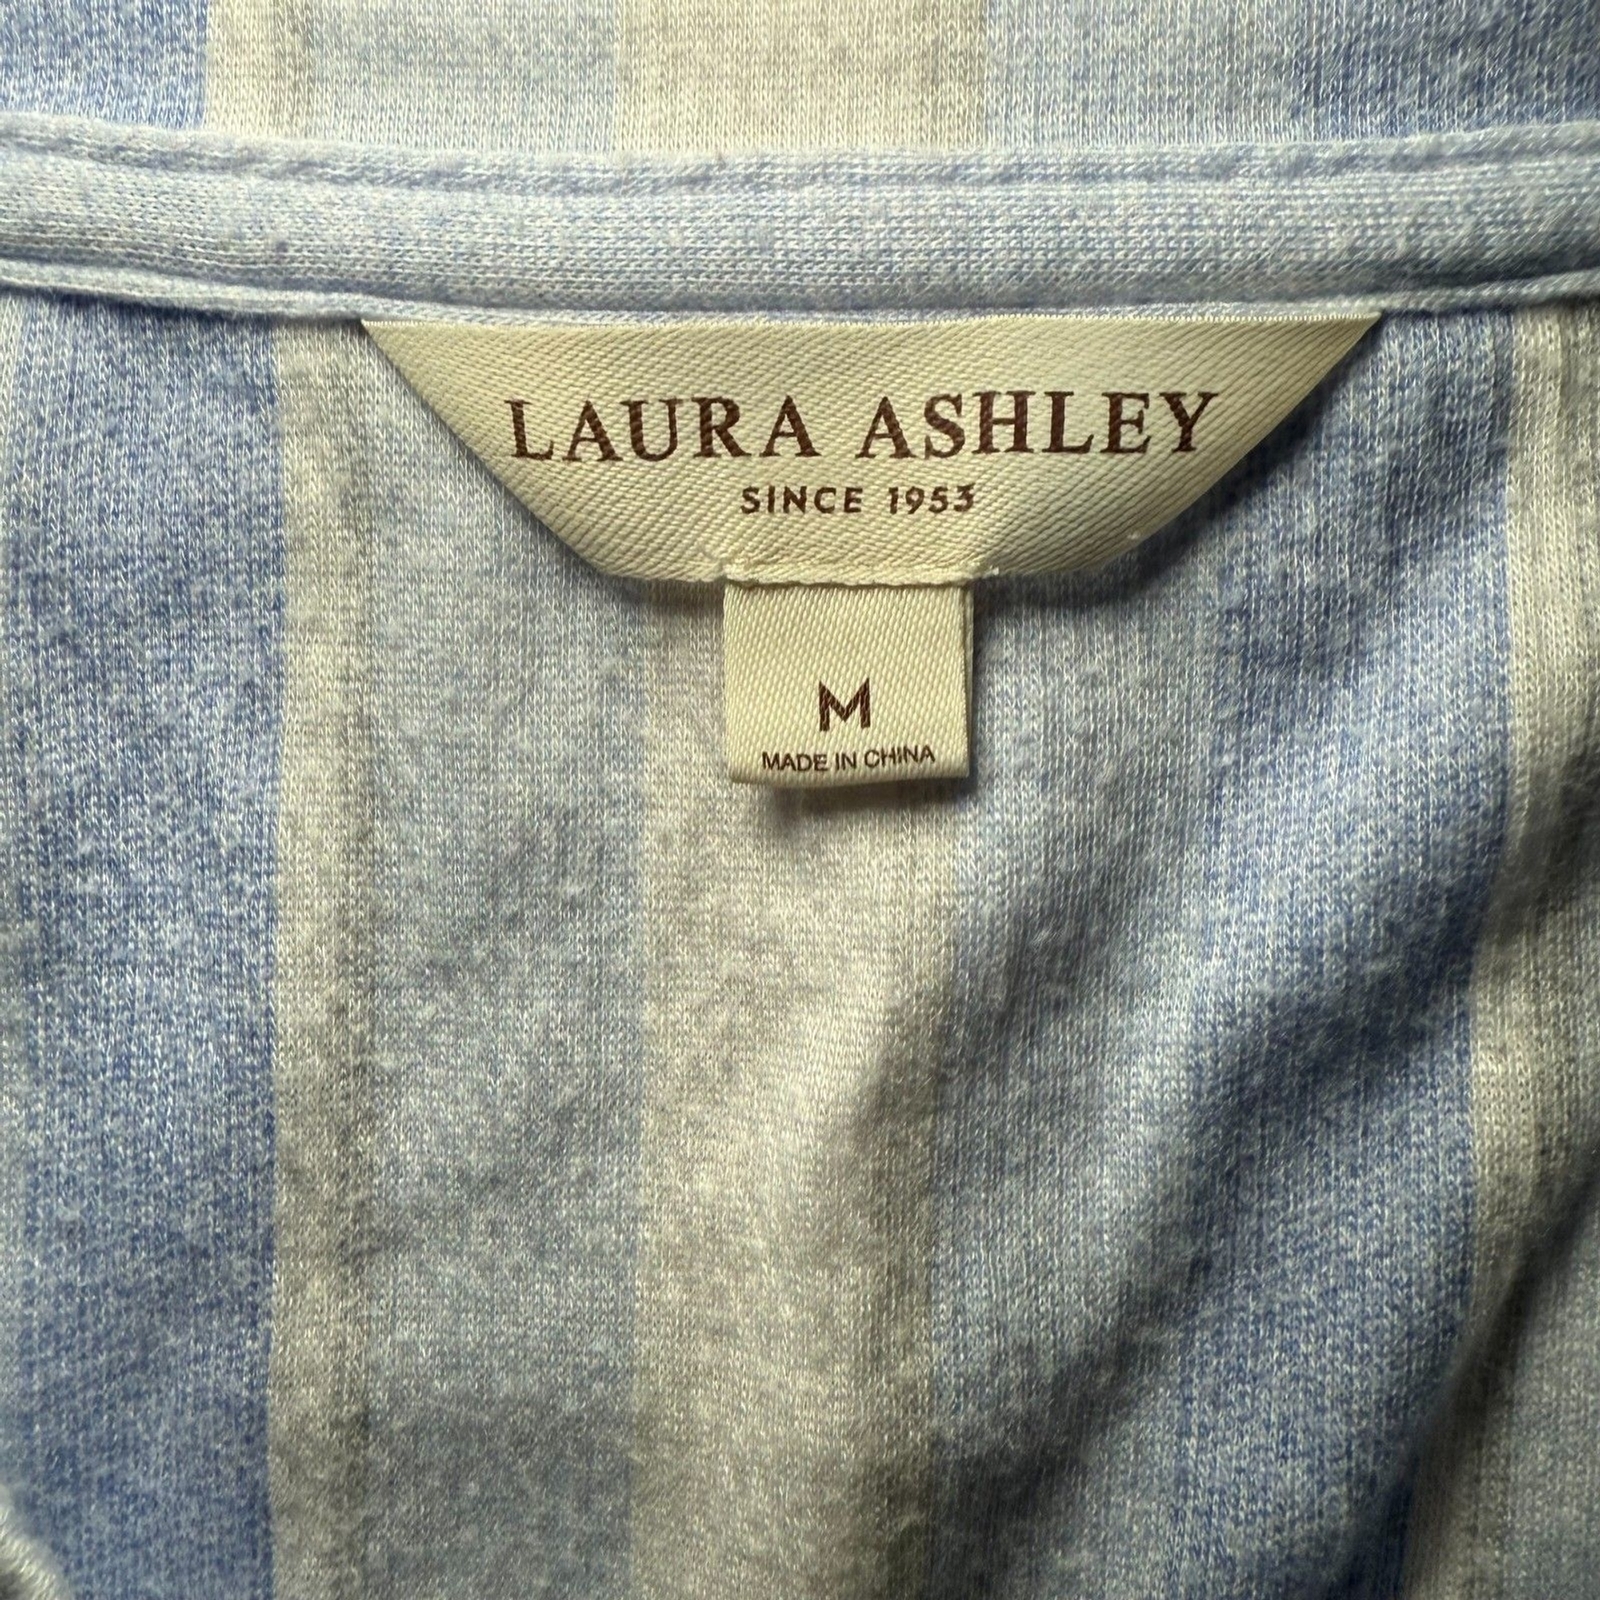 LAURA ASHLEY
SINCE 1953
M
MADE IN CHINA